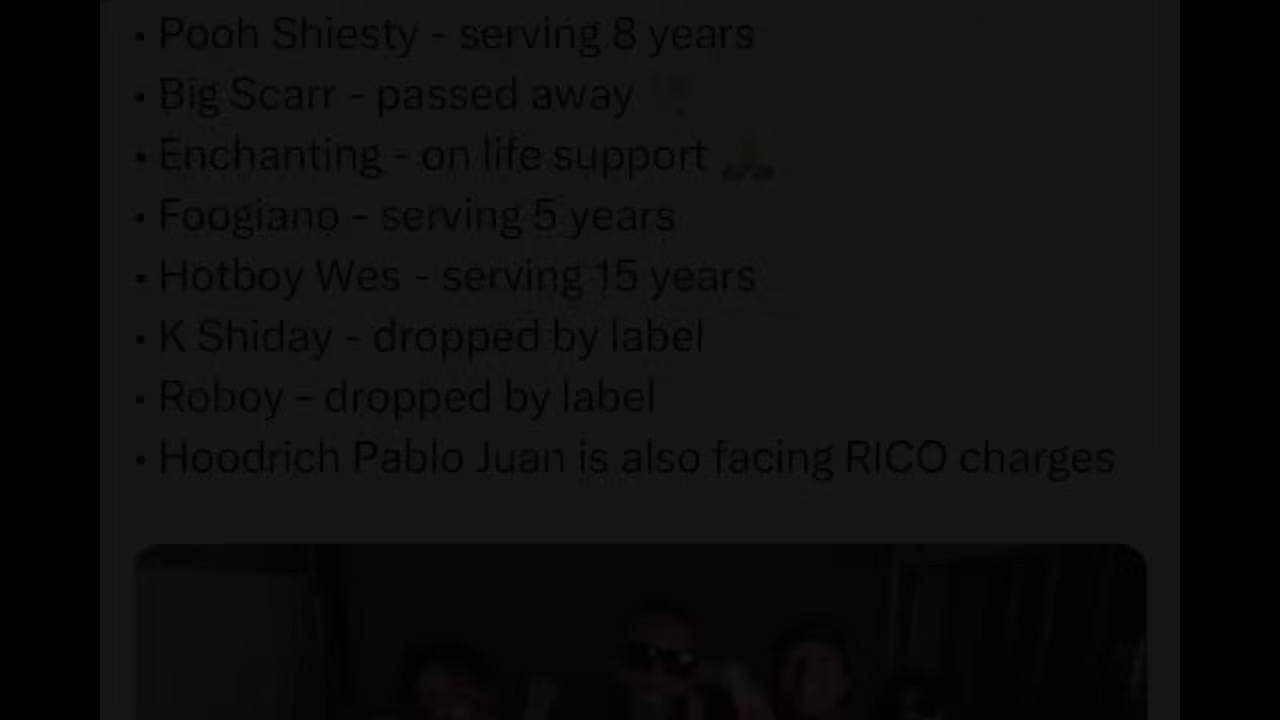 • Pooh Shiesty - serving 8 years
• Big Scarr - passed away 🕊
• Enchanting - on life support 🙏
• Foogiano - serving 5 years
• Hotboy Wes - serving 15 years
• K Shiday - dropped by label
• Roboy - dropped by label
• Hoodrich Pablo Juan is also facing RICO charges